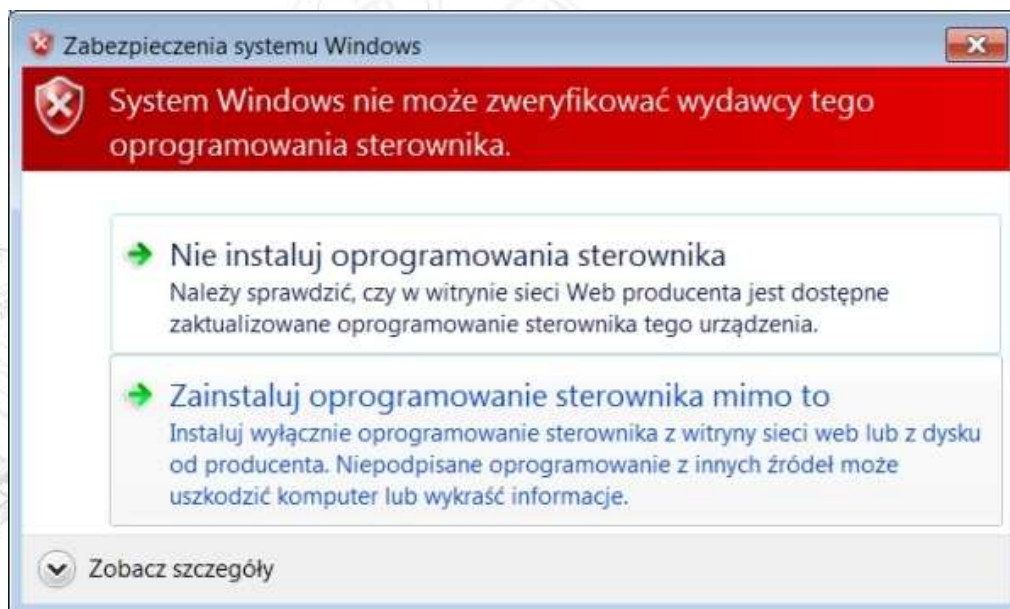 Zabezpieczenia systemu Windows
System Windows nie może zweryfikować wydawcy tego
oprogramowania sterownika.
Nie instaluj oprogramowania sterownika
Należy sprawdzić, czy w witrynie sieci Web producenta jest dostępne
zaktualizowane oprogramowanie sterownika tego urządzenia.
Zainstaluj oprogramowanie sterownika mimo to
Instaluj wyłącznie oprogramowanie sterownika z witryny sieci web lub z dysku
od producenta. Niepodpisane oprogramowanie z innych źródeł może
uszkodzić komputer lub wykraść informacje.
Zobacz szczegóły